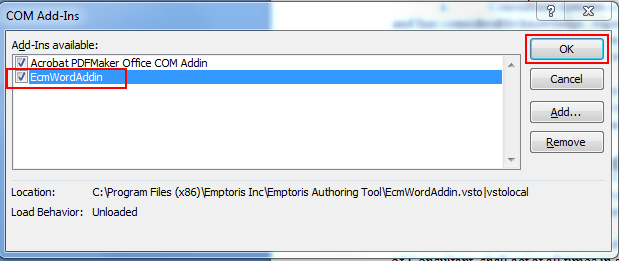 COM Add-Ins
Add-Ins available:
Acrobat PDFMaker Office COM Addin
EcmWordAddin
OK
Cancel
Add...
Remove
Location: C:\Program Files (x86)\Emptoris Inc\Emptoris Authoring Tool\EcmWordAddin.vsto|vstolocal
Load Behavior: Unloaded